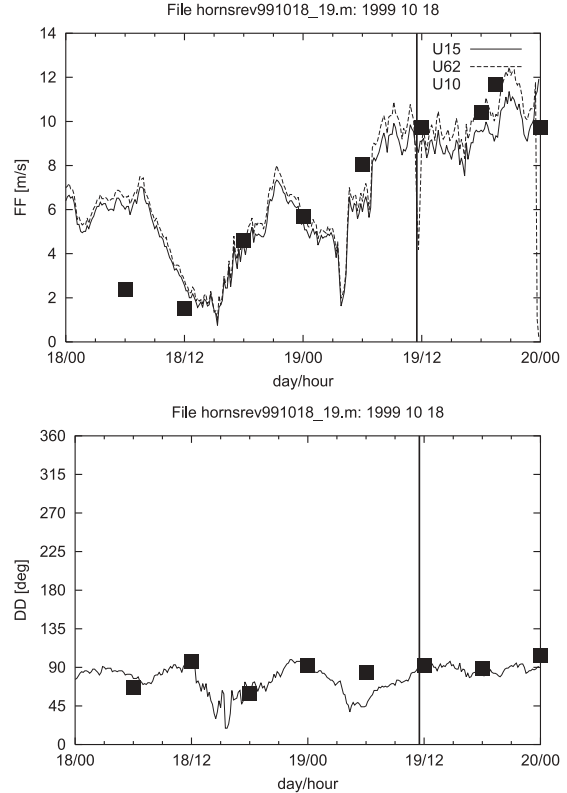 File hornsrev991018_19.m: 1999 10 18
14
12
10
8
6
4
2
0
FF [m/s]
U15
U62
U10
18/00 18/12 19/00 19/12 20/00
day/hour
File hornsrev991018_19.m: 1999 10 18
360
315
270
225
180
135
90
45
0
DD [deg]
18/00 18/12 19/00 19/12 20/00
day/hour